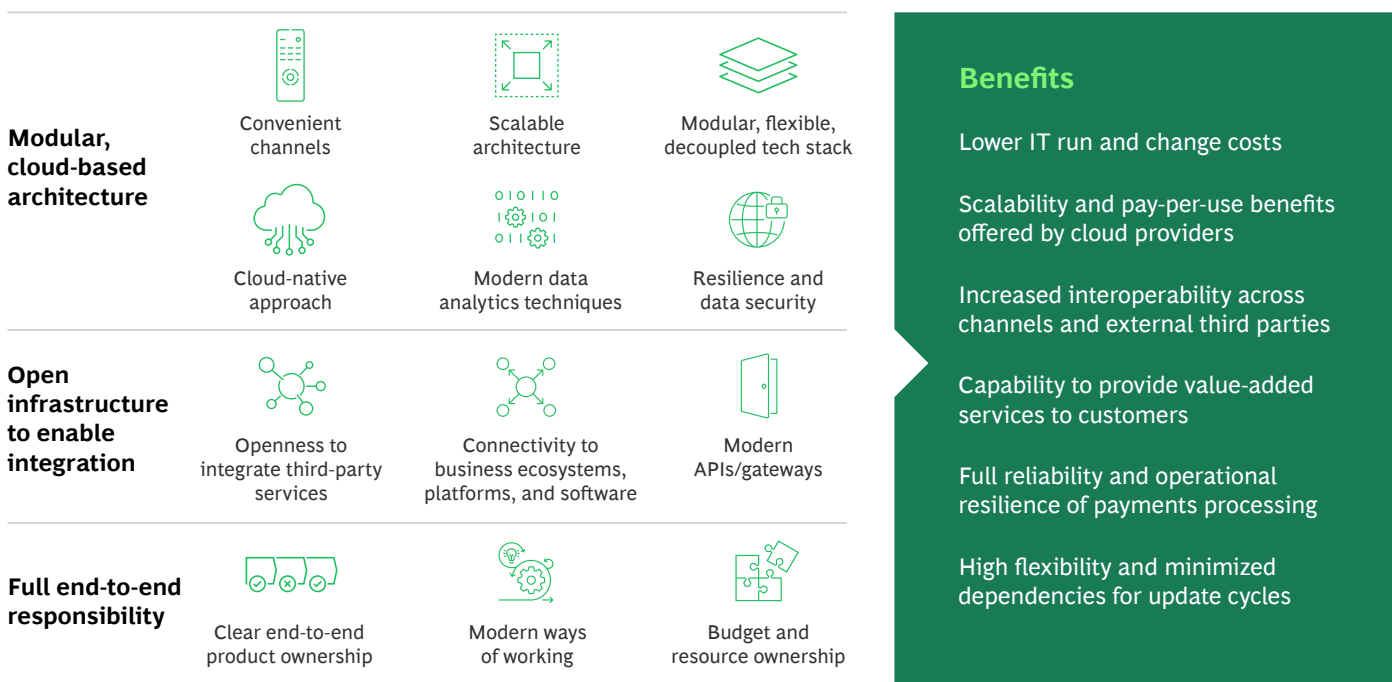 Modular,
cloud-based
architecture
Convenient
channels
Scalable
architecture
Modular, flexible,
decoupled tech stack
010110
1 101
011 1
Cloud-native
approach
Modern data
analytics techniques
Resilience and
data security
Open
infrastructure
to enable
integration
Openness to
integrate third-party
services
Connectivity to
business ecosystems,
platforms, and software
Modern
APIs/gateways
Full end-to-end
responsibility
Clear end-to-end
product ownership
Modern ways
of working
Budget and
resource ownership
Benefits
Lower IT run and change costs
Scalability and pay-per-use benefits
offered by cloud providers
Increased interoperability across
channels and external third parties
Capability to provide value-added
services to customers
Full reliability and operational
resilience of payments processing
High flexibility and minimized
dependencies for update cycles